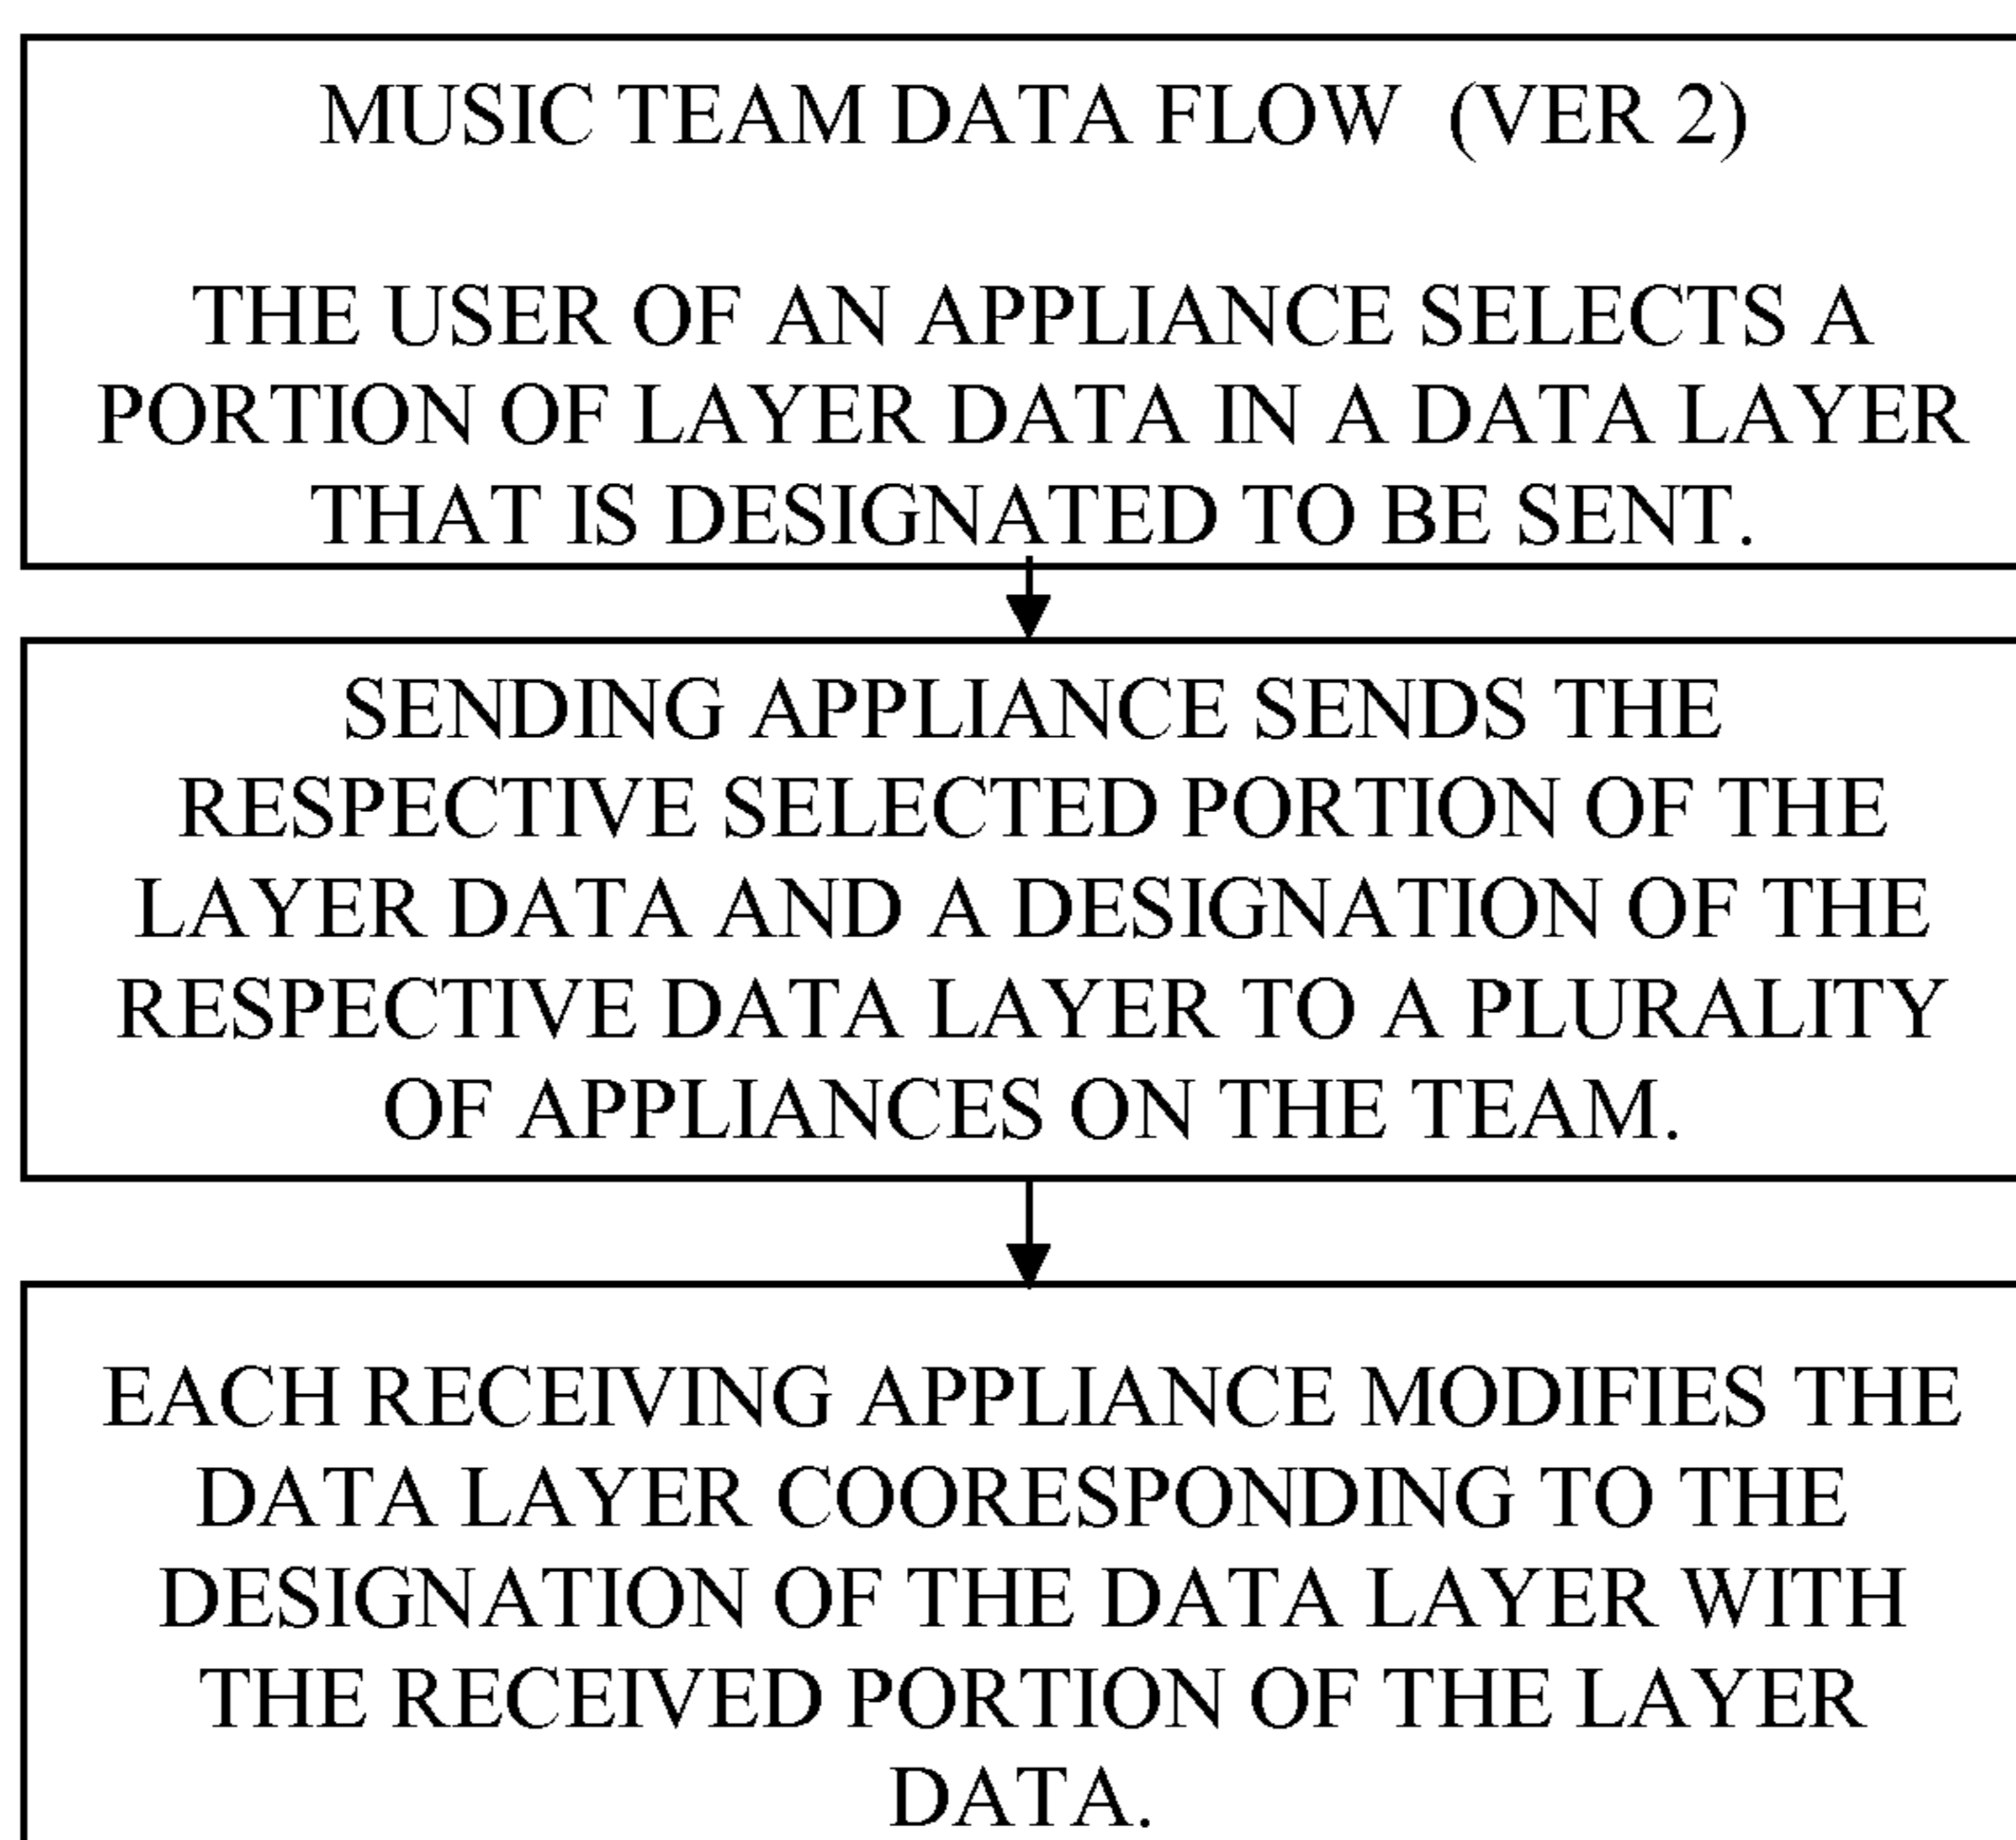 MUSIC TEAM DATA FLOW (VER 2)
THE USER OF AN APPLIANCE SELECTS A
PORTION OF LAYER DATA IN A DATA LAYER
THAT IS DESIGNATED TO BE SENT.
SENDING APPLIANCE SENDS THE
RESPECTIVE SELECTED PORTION OF THE
LAYER DATA AND A DESIGNATION OF THE
RESPECTIVE DATA LAYER TO A PLURALITY
OF APPLIANCES ON THE TEAM.
EACH RECEIVING APPLIANCE MODIFIES THE
DATA LAYER COORESPONDING TO THE
DESIGNATION OF THE DATA LAYER WITH
THE RECEIVED PORTION OF THE LAYER
DATA.